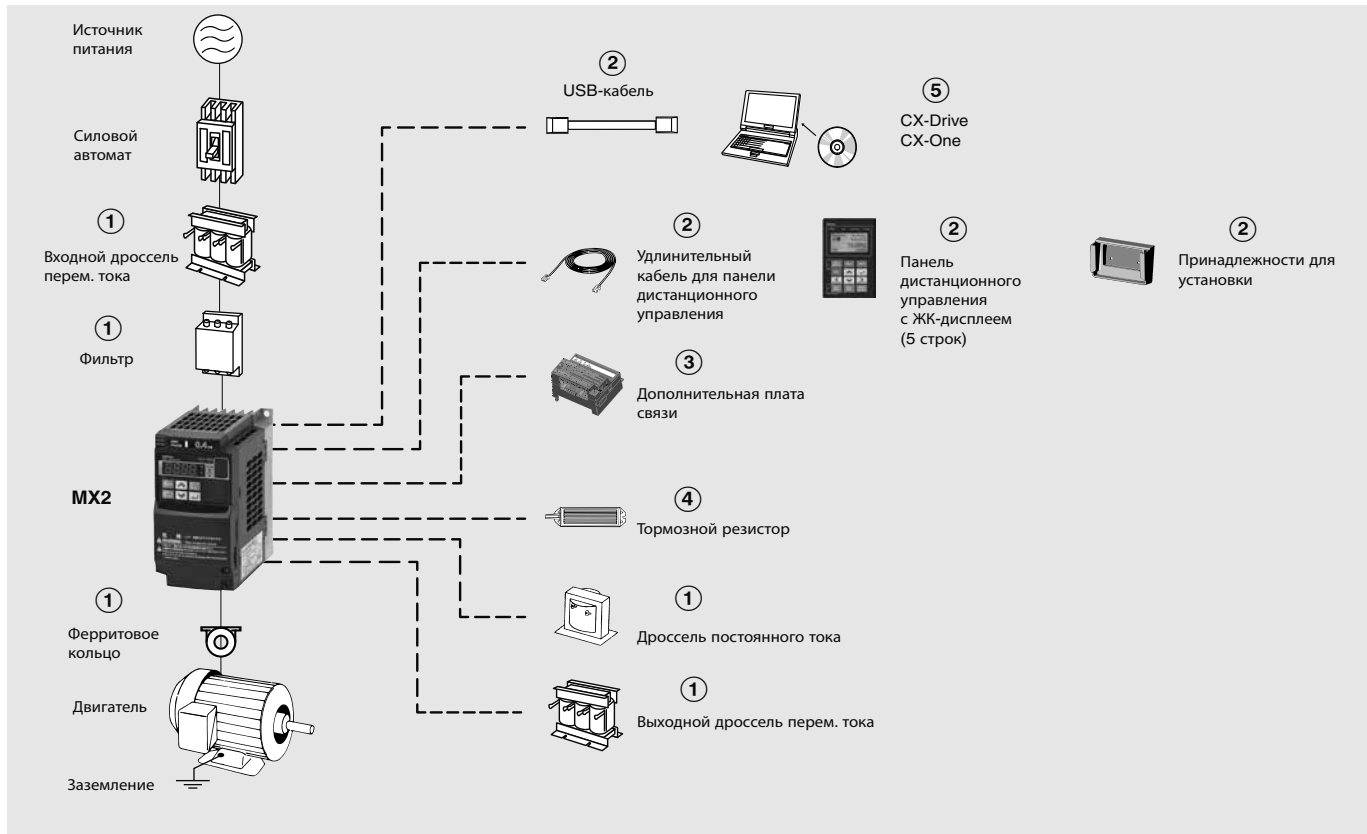 Источник
питания
Силовой
автомат
1
Входной дроссель
перем. тока
1
Фильтр
MX2
1
Ферритовое
кольцо
Двигатель
Заземление
2
USB-кабель
5
CX-Drive
CX-One
2
Удлинительный
кабель для панели
дистанционного
управления
2
Панель
дистанционного
управления
с ЖК-дисплеем
(5 строк)
2
Принадлежности для
установки
3
Дополнительная плата
связи
4
Тормозной резистор
1
Дроссель постоянного тока
1
Выходной дроссель перем. тока